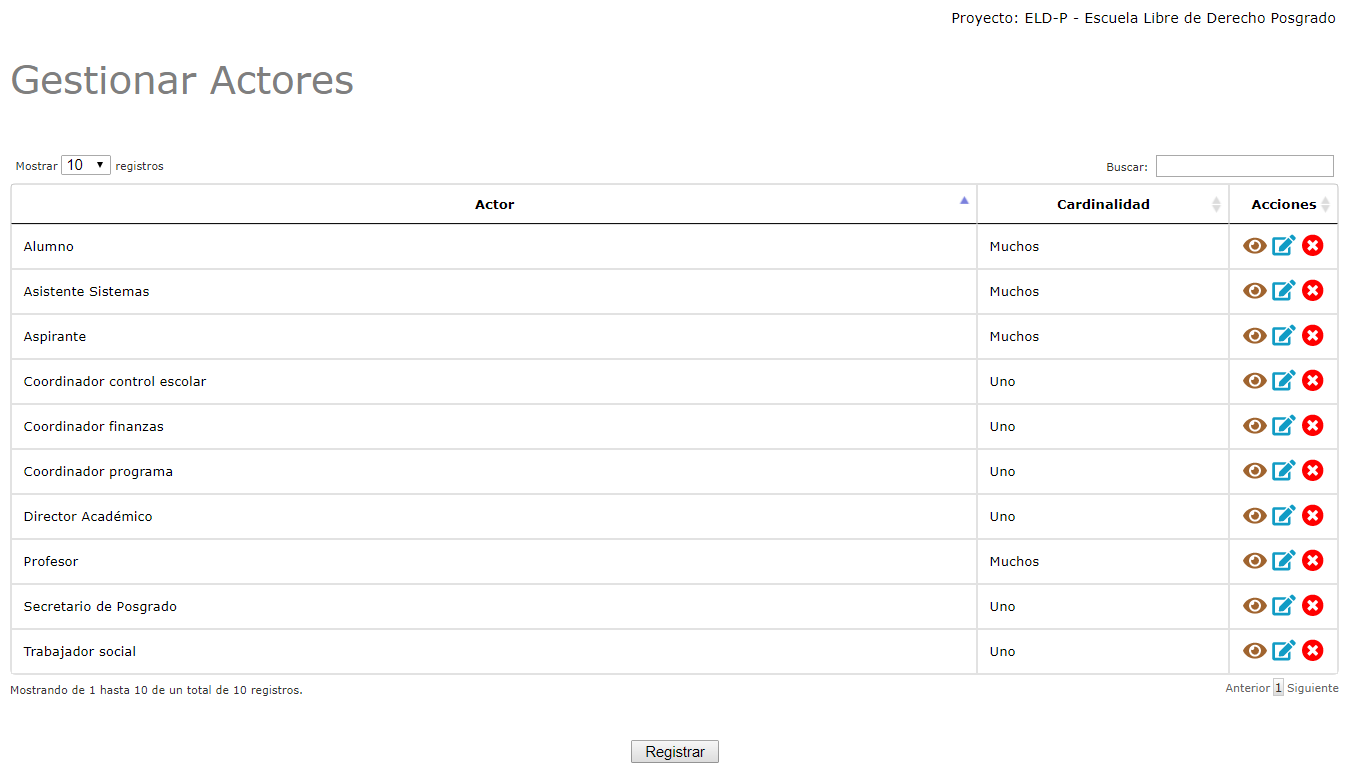 Proyecto: ELD-P - Escuela Libre de Derecho Posgrado
Gestionar Actores
Mostrar 10 registros Buscar:
Actor Cardinalidad Acciones
Alumno Muchos
Asistente Sistemas Muchos
Aspirante Muchos
Coordinador control escolar Uno
Coordinador finanzas Uno
Coordinador programa Uno
Director Académico Uno
Profesor Muchos
Secretario de Posgrado Uno
Trabajador social Uno
Mostrando de 1 hasta 10 de un total de 10 registros. Anterior 1 Siguiente
Registrar